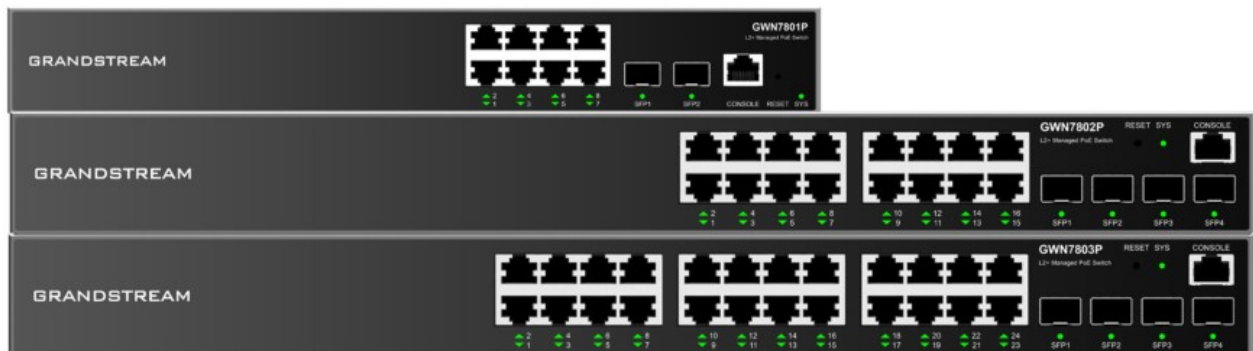 GWN7801P
L2+ Managed PoE Switch
GRANDSTREAM
2 4 6 8
1 3 5 7
SFP1 SFP2 CONSOLE RESET SYS
GWN7802P RESET SYS CONSOLE
L2+ Managed PoE Switch
GRANDSTREAM
2 4 6 8 10 12 14 16
1 3 5 7 9 11 13 15
SFP1 SFP2 SFP3 SFP4
GWN7803P RESET SYS CONSOLE
L2+ Managed PoE Switch
GRANDSTREAM
2 4 6 8 10 12 14 16 18 20 22 24
1 3 5 7 9 11 13 15 17 19 21 23
SFP1 SFP2 SFP3 SFP4